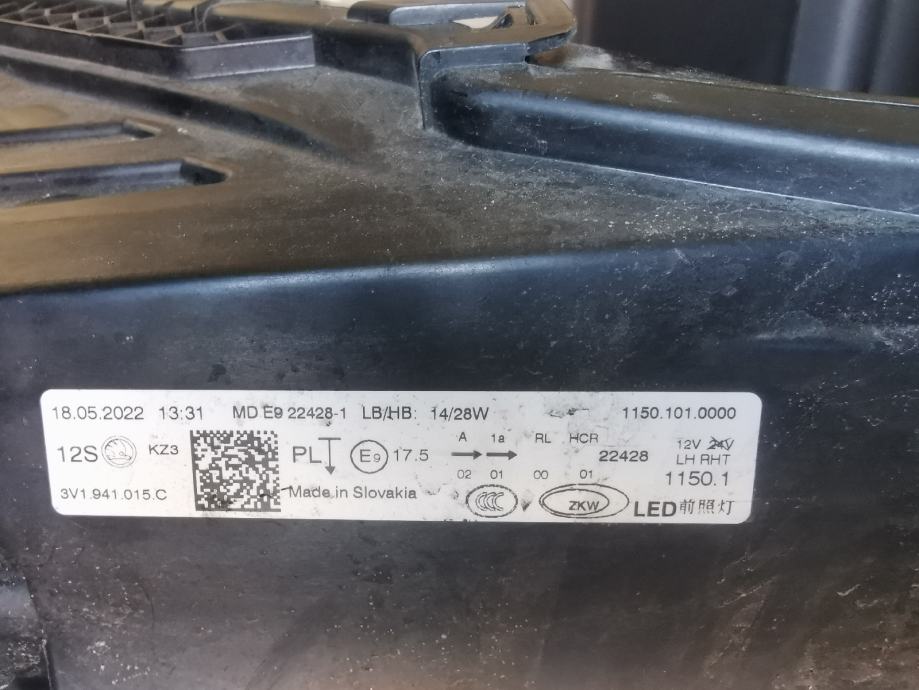 18.05.2022 13:31 MD E9 22428-1 LB/HB: 14/28W 1150.101.0000
12S KZ3 PL E9 17.5 A 1a RL HCR 22428 12V 24V
LH RHT
02 01 00 01 1150.1
3V1.941.015.C Made in Slovakia CCC ZKW LED前照灯